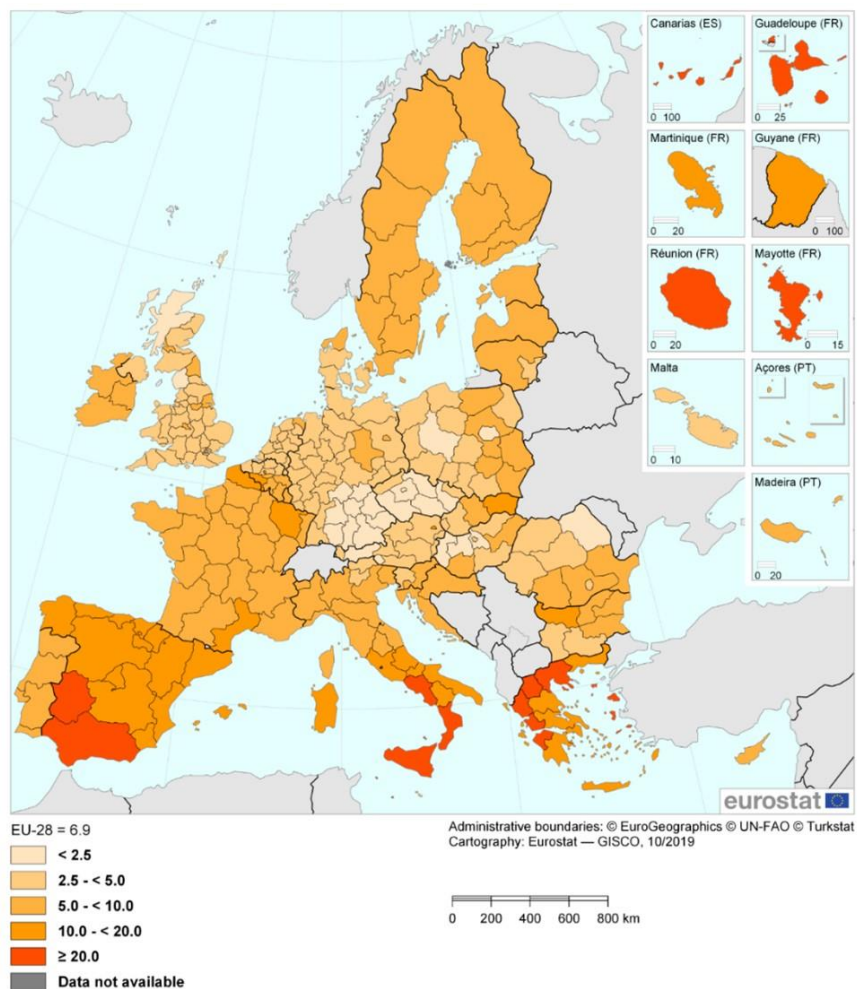 Canarias (ES)
0 100
Guadeloupe (FR)
0 25
Martinique (FR)
0 20
Guyane (FR)
0 100
Réunion (FR)
0 20
Mayotte (FR)
0 15
Malta
0 10
Açores (PT)
Madeira (PT)
0 20
eurostat
EU-28 = 6.9
Administrative boundaries: © EuroGeographics © UN-FAO © Turkstat
Cartography: Eurostat — GISCO, 10/2019
< 2.5
2.5 - < 5.0
5.0 - < 10.0
10.0 - < 20.0
≥ 20.0
Data not available
0 200 400 600 800 km